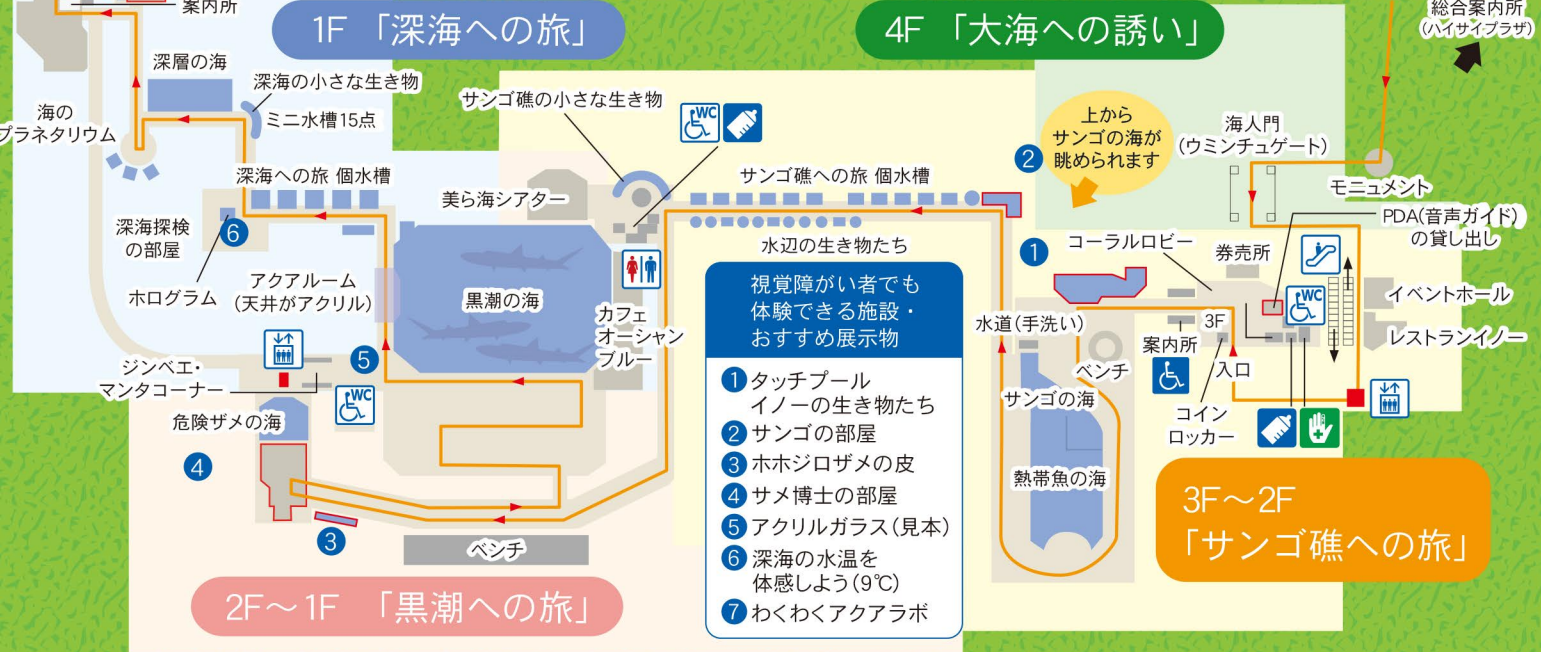 案内所
1F 「深海への旅」
4F 「大海への誘い」
総合案内所
(ハイサイプラザ)
深層の海
深海の小さな生き物
ミニ水槽15点
海の
プラネタリウム
サンゴ礁の小さな生き物
WC
上から
サンゴの海が
眺められます
2
海人門
(ウミンチュゲート)
モニュメント
深海への旅 個水槽
美ら海シアター
サンゴ礁への旅 個水槽
水辺の生き物たち
PDA(音声ガイド)
の貸し出し
深海探検
の部屋
6
ホログラム
アクアルーム
(天井がアクリル)
黒潮の海
カフェ
オーシャン
ブルー
1
コーラルロビー
券売所
WC
イベントホール
レストランイノー
水道(手洗い)
案内所
3F
入口
ベンチ
コイン
ロッカー
サンゴの海
熱帯魚の海
ジンベエ・
マンタコーナー
5
WC
危険ザメの海
4
3
ベンチ
視覚障がい者でも
体験できる施設・
おすすめ展示物
1 タッチプール
イノーの生き物たち
2 サンゴの部屋
3 ホホジロザメの皮
4 サメ博士の部屋
5 アクリルガラス(見本)
6 深海の水温を
体感しよう(9℃)
7 わくわくアクアラボ
3F〜2F
「サンゴ礁への旅」
2F〜1F 「黒潮への旅」